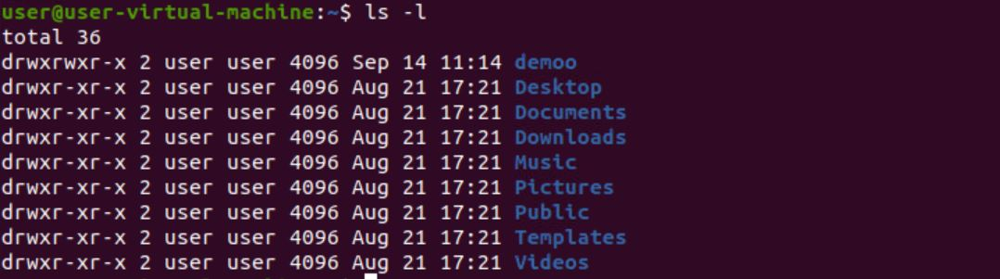 user@user-virtual-machine:~$ ls -l
total 36
drwxrwxr-x 2 user user 4096 Sep 14 11:14 demoo
drwxr-xr-x 2 user user 4096 Aug 21 17:21 Desktop
drwxr-xr-x 2 user user 4096 Aug 21 17:21 Documents
drwxr-xr-x 2 user user 4096 Aug 21 17:21 Downloads
drwxr-xr-x 2 user user 4096 Aug 21 17:21 Music
drwxr-xr-x 2 user user 4096 Aug 21 17:21 Pictures
drwxr-xr-x 2 user user 4096 Aug 21 17:21 Public
drwxr-xr-x 2 user user 4096 Aug 21 17:21 Templates
drwxr-xr-x 2 user user 4096 Aug 21 17:21 Videos